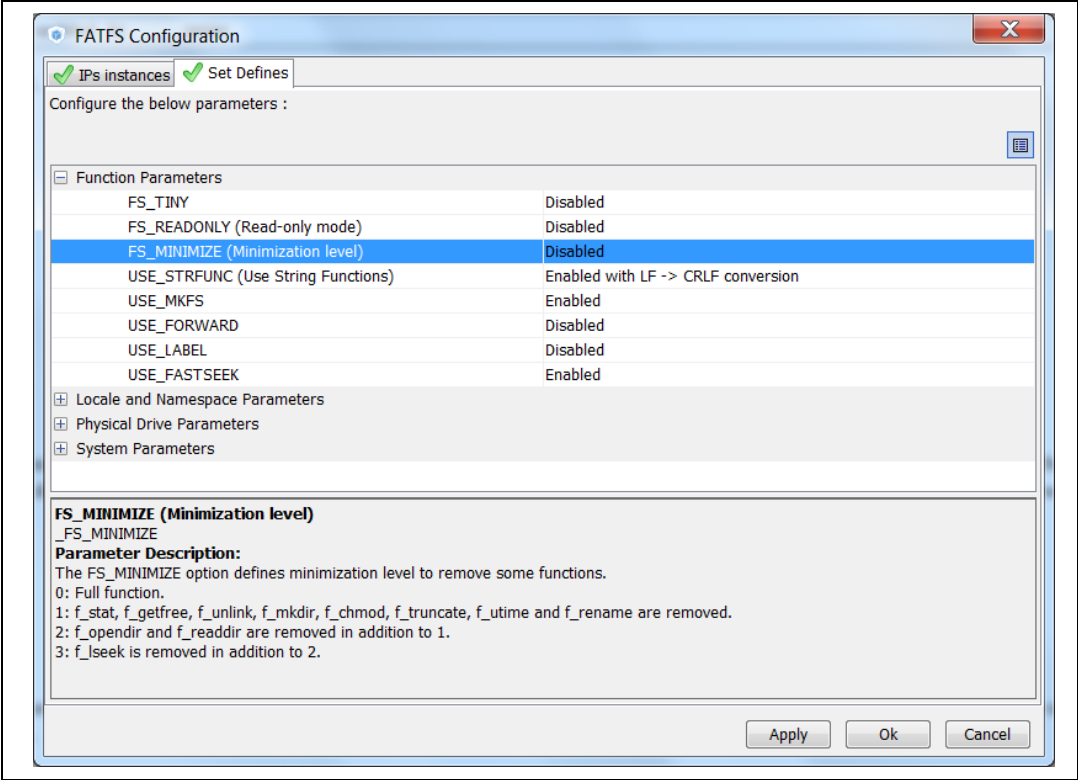 FATFS Configuration
IPs instances Set Defines
Configure the below parameters :
Function Parameters
FS_TINY Disabled
FS_READONLY (Read-only mode) Disabled
FS_MINIMIZE (Minimization level) Disabled
USE_STRFUNC (Use String Functions) Enabled with LF -> CRLF conversion
USE_MKFS Enabled
USE_FORWARD Disabled
USE_LABEL Disabled
USE_FASTSEEK Enabled
Locale and Namespace Parameters
Physical Drive Parameters
System Parameters
FS_MINIMIZE (Minimization level)
_FS_MINIMIZE
Parameter Description:
The FS_MINIMIZE option defines minimization level to remove some functions.
0: Full function.
1: f_stat, f_getfree, f_unlink, f_mkdir, f_chmod, f_truncate, f_utime and f_rename are removed.
2: f_opendir and f_readdir are removed in addition to 1.
3: f_lseek is removed in addition to 2.
Apply Ok Cancel